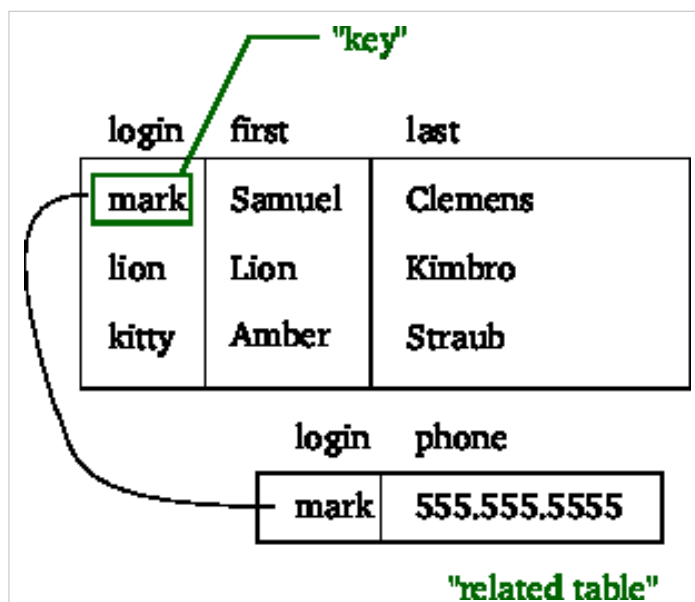 "key"
login first last
mark Samuel Clemens
lion Lion Kimbro
kitty Amber Straub
login phone
mark 555.555.5555
"related table"